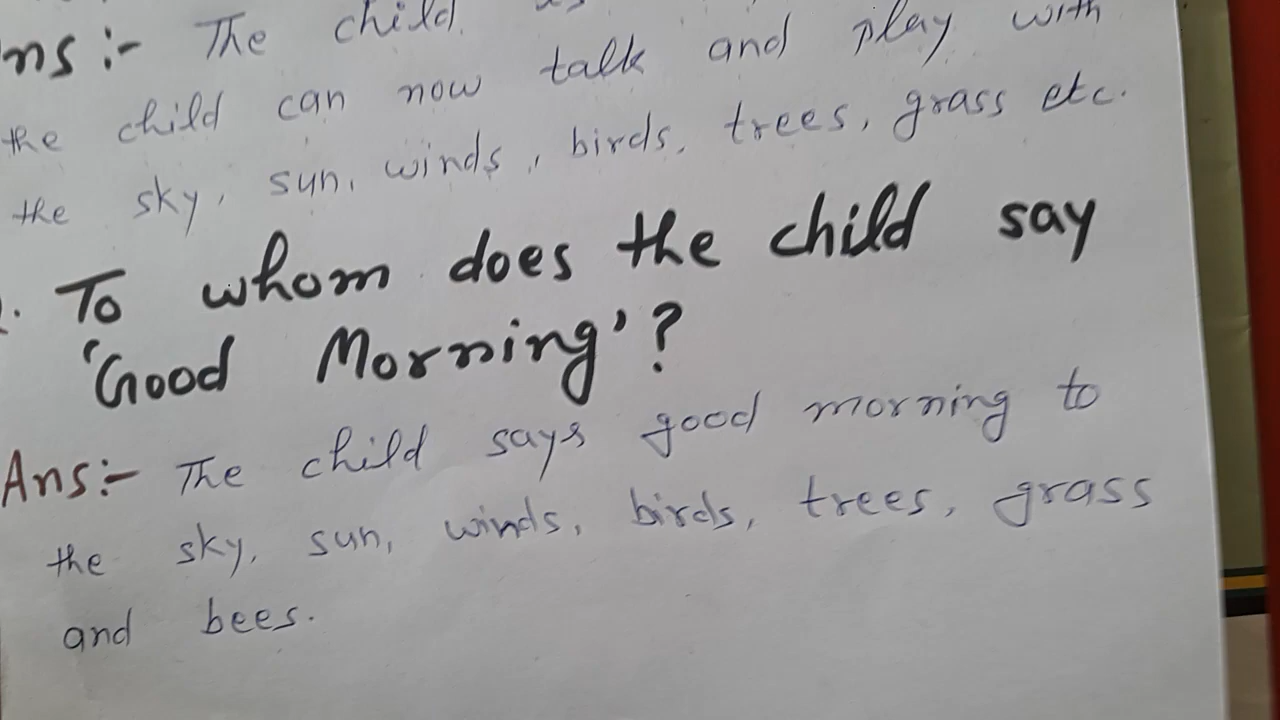 ns :- The child
the child can now talk and play with
the sky, sun, winds, birds, trees, grass etc.
. To whom does the child say
'Good Morning'?
Ans:- The child says good morning to
the sky, sun, winds, birds, trees, grass
and bees.